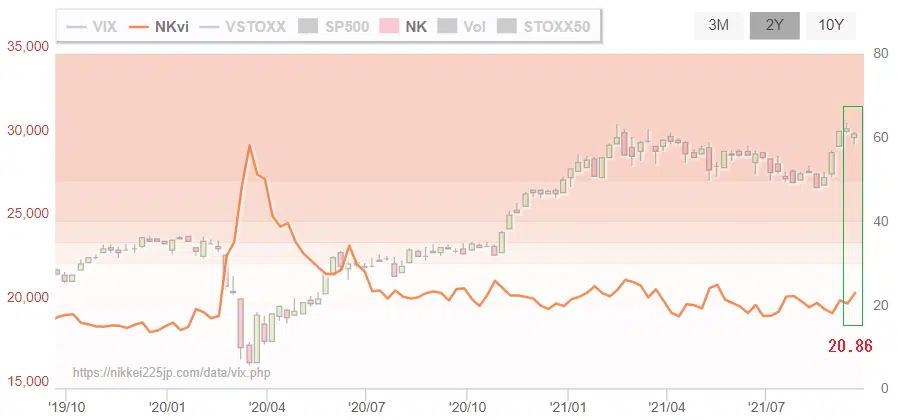 VIX NKvi VSTOXX SP500 NK Vol STOXX50 3M 2Y 10Y
35,000 80
30,000 60
25,000 40
20,000 20
20.86
15,000 0
https://nikkei225jp.com/data/vix.php
'19/10 '20/01 '20/04 '20/07 '20/10 '21/01 '21/04 '21/07